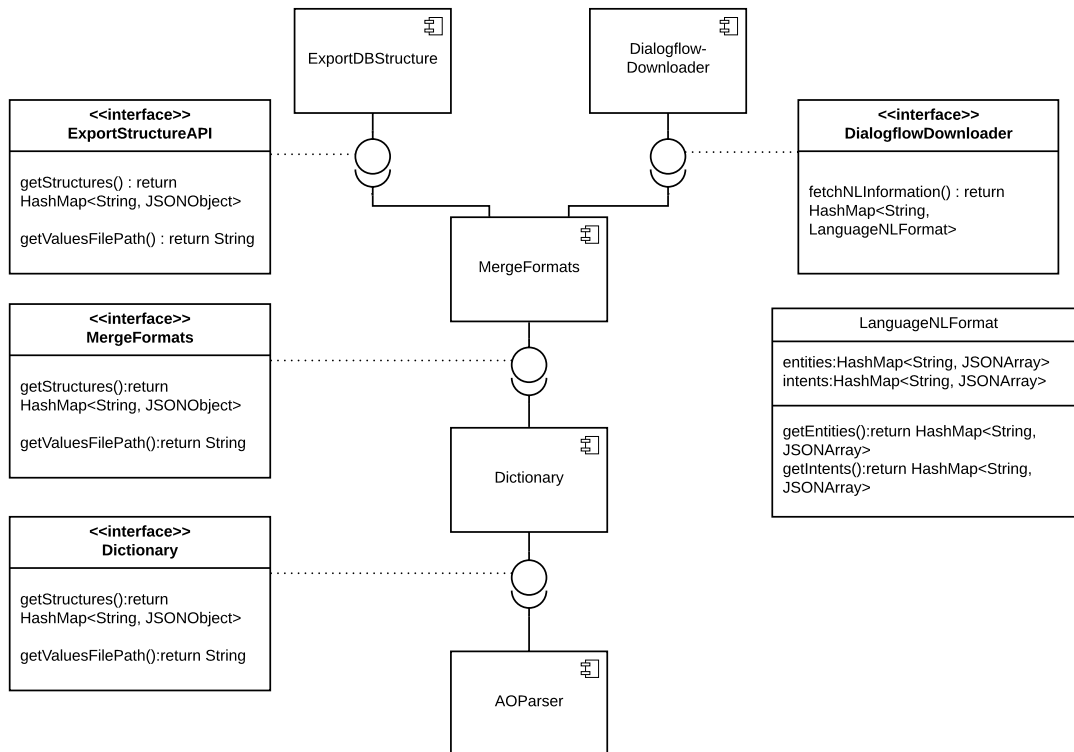 ExportDBStructure
Dialogflow-
Downloader
<<interface>>
ExportStructureAPI
getStructures() : return
HashMap<String, JSONObject>
getValuesFilePath() : return String
<<interface>>
DialogflowDownloader
fetchNLInformation() : return
HashMap<String,
LanguageNLFormat>
MergeFormats
<<interface>>
MergeFormats
getStructures():return
HashMap<String, JSONObject>
getValuesFilePath():return String
LanguageNLFormat
entities:HashMap<String, JSONArray>
intents:HashMap<String, JSONArray>
getEntities():return HashMap<String,
JSONArray>
getIntents():return HashMap<String,
JSONArray>
Dictionary
<<interface>>
Dictionary
getStructures():return
HashMap<String, JSONObject>
getValuesFilePath():return String
AOParser